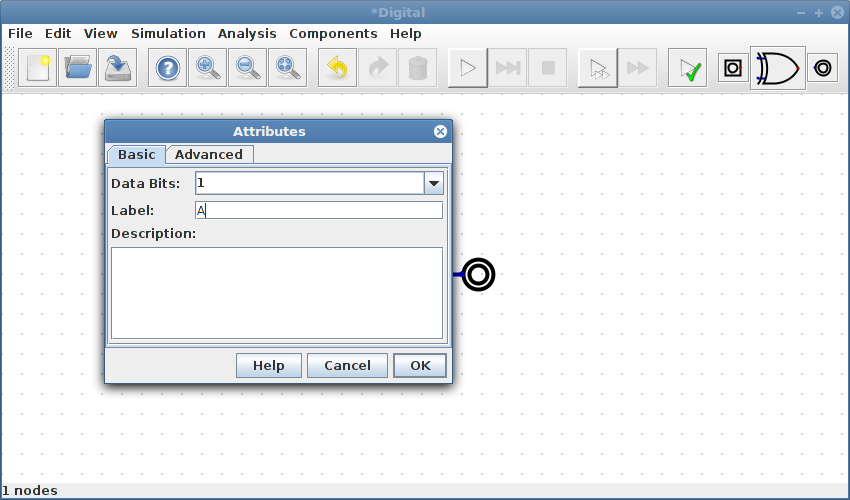 *Digital
File Edit View Simulation Analysis Components Help
Attributes
Basic Advanced
Data Bits: 1
Label: A
Description:
Help Cancel OK
1 nodes